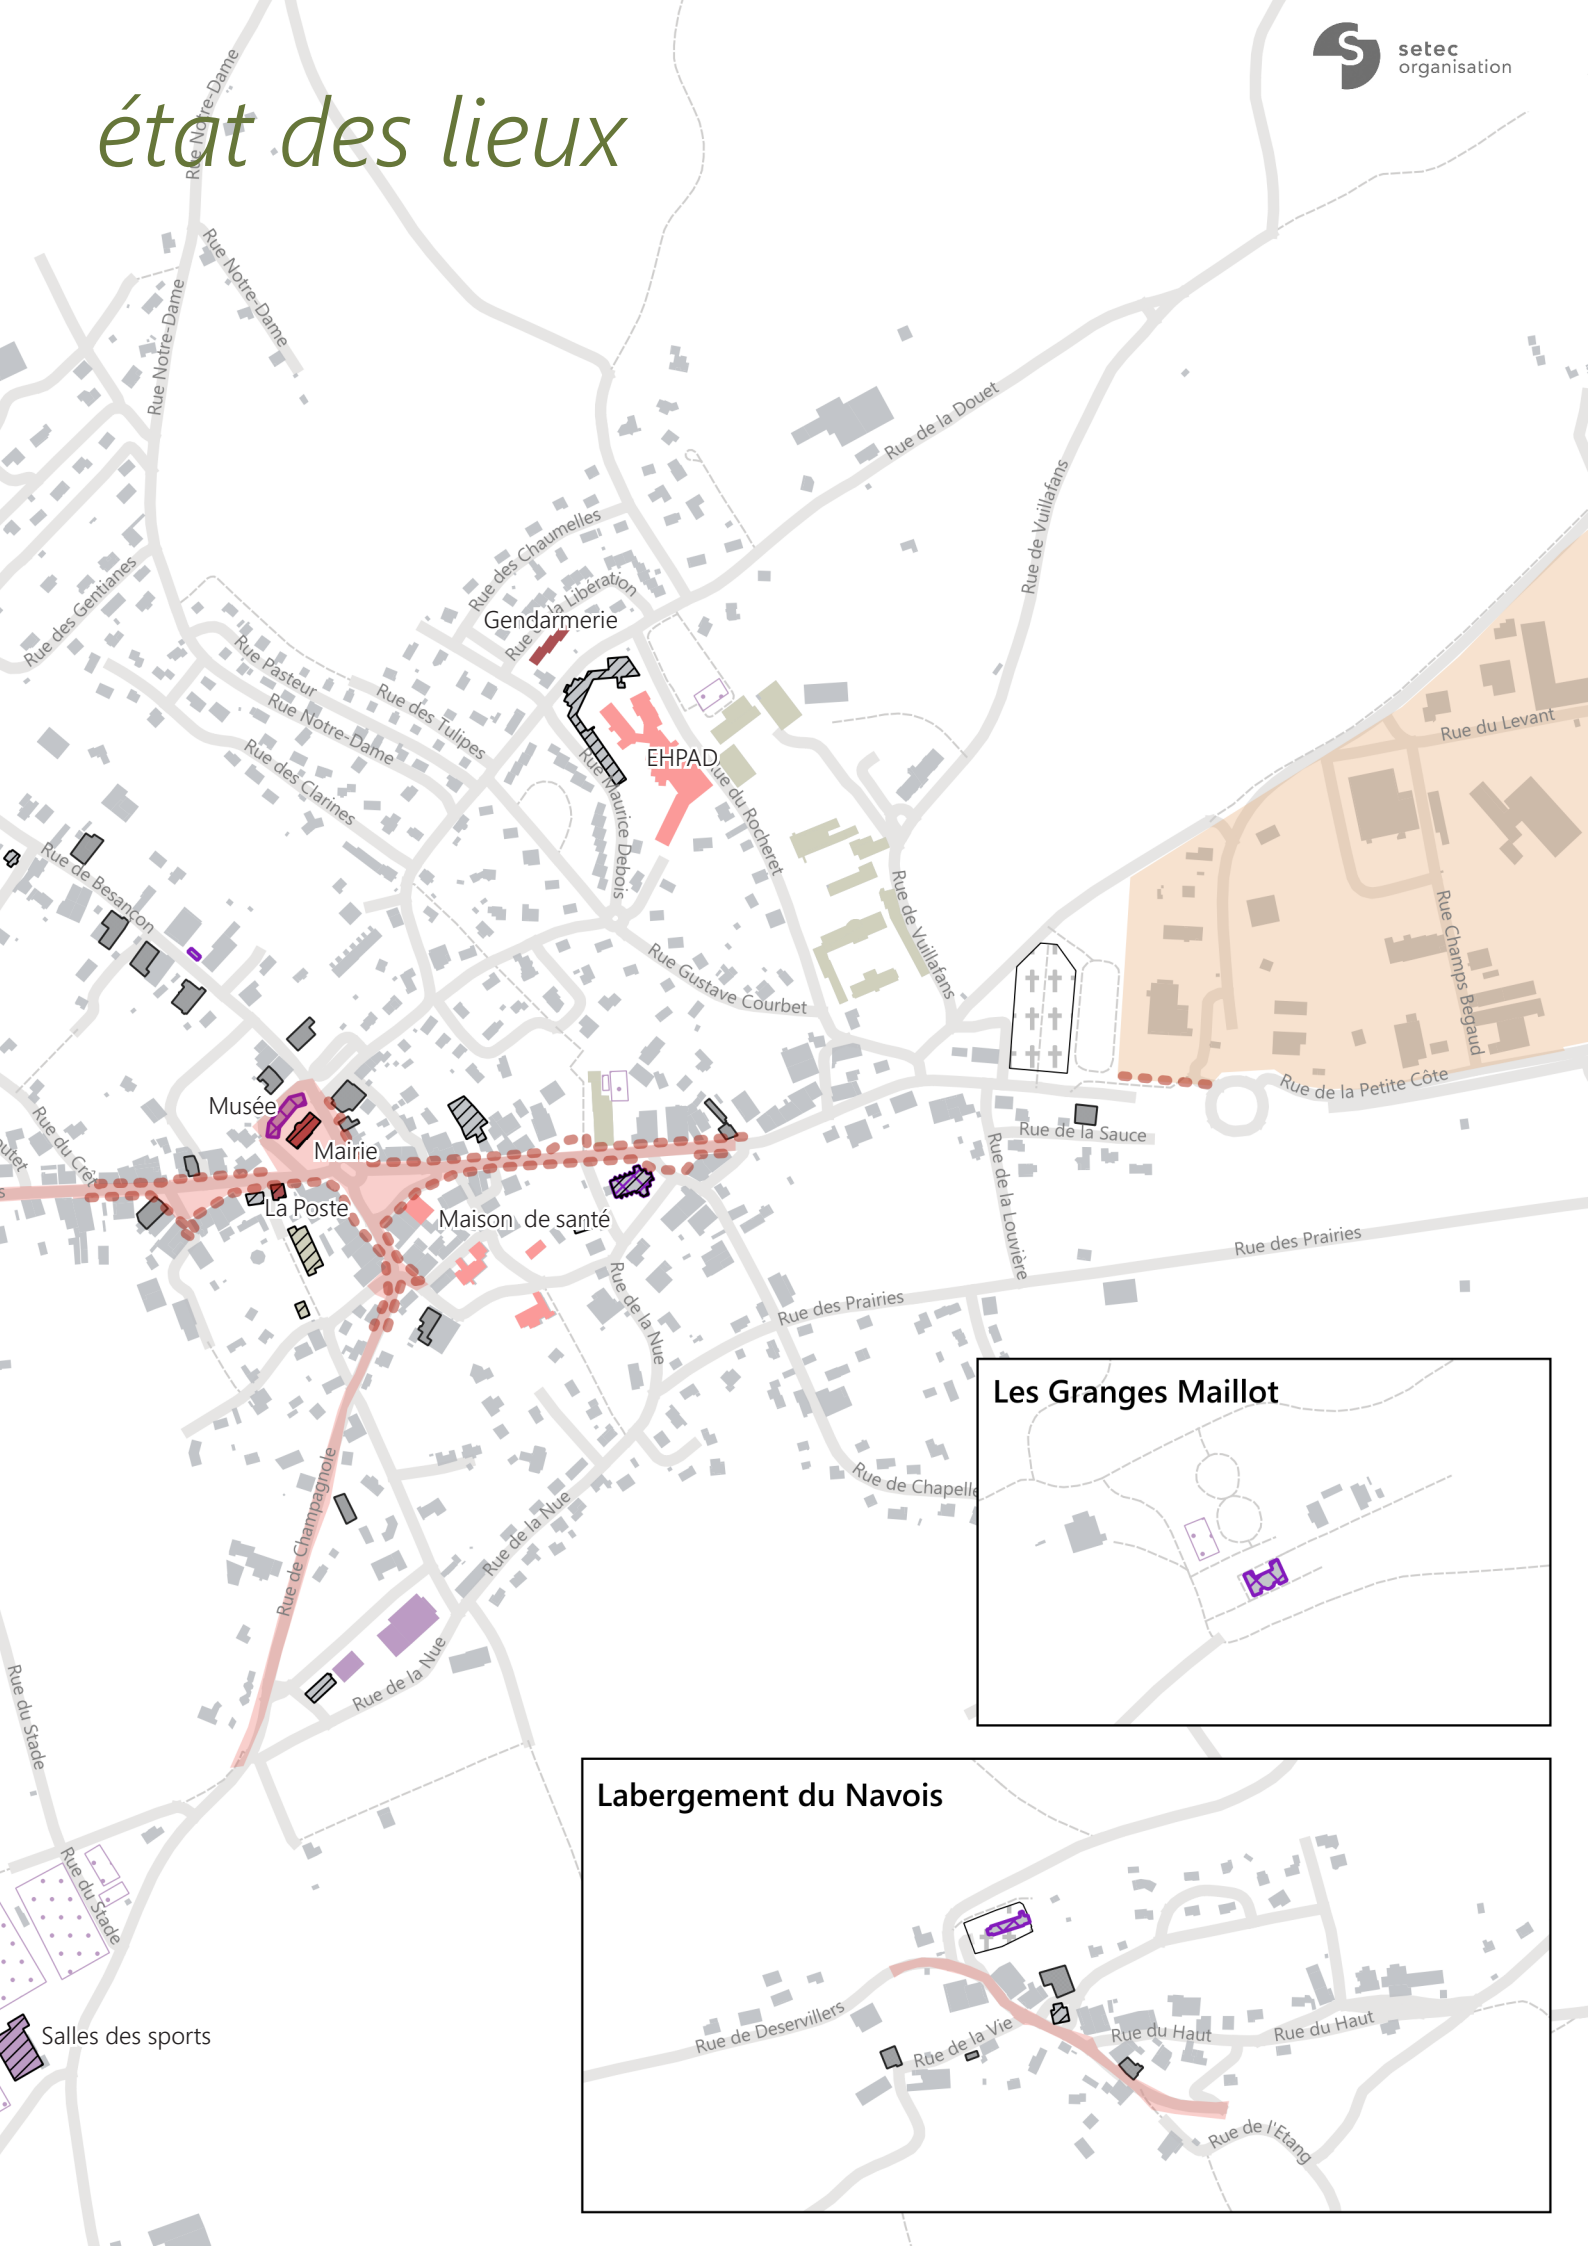 setec
organisation
état des lieux
Rue Notre-Dame
Rue Notre-Dame
Rue Notre-Dame
Rue de la Douet
Rue de Vuillafans
Rue des Chaumelles
Rue de la Libération
Gendarmerie
Rue des Gentianes
Rue Pasteur
Rue Notre-Dame
Rue des Tulipes
Rue des Clarines
EHPAD
Rue Maurice Debois
Rue du Rocheret
Rue du Levant
Rue de Besançon
Rue de Vuillafans
Rue Champs Begaud
Rue Gustave Courbet
Rue de la Petite Côte
Musée
Rue du Crêt
Mairie
Rue de la Sauce
Rue de la Louvière
La Poste
Maison de santé
Rue des Prairies
Rue de la Nue
Rue des Prairies
Les Granges Maillot
Rue de Champagnole
Rue de Chapelle
Rue de la Nue
Rue de la Nue
Rue du Stade
Labergement du Navois
Rue du Stade
Salles des sports
Rue de Deservillers
Rue de la Vie
Rue du Haut
Rue du Haut
Rue de l'Etang